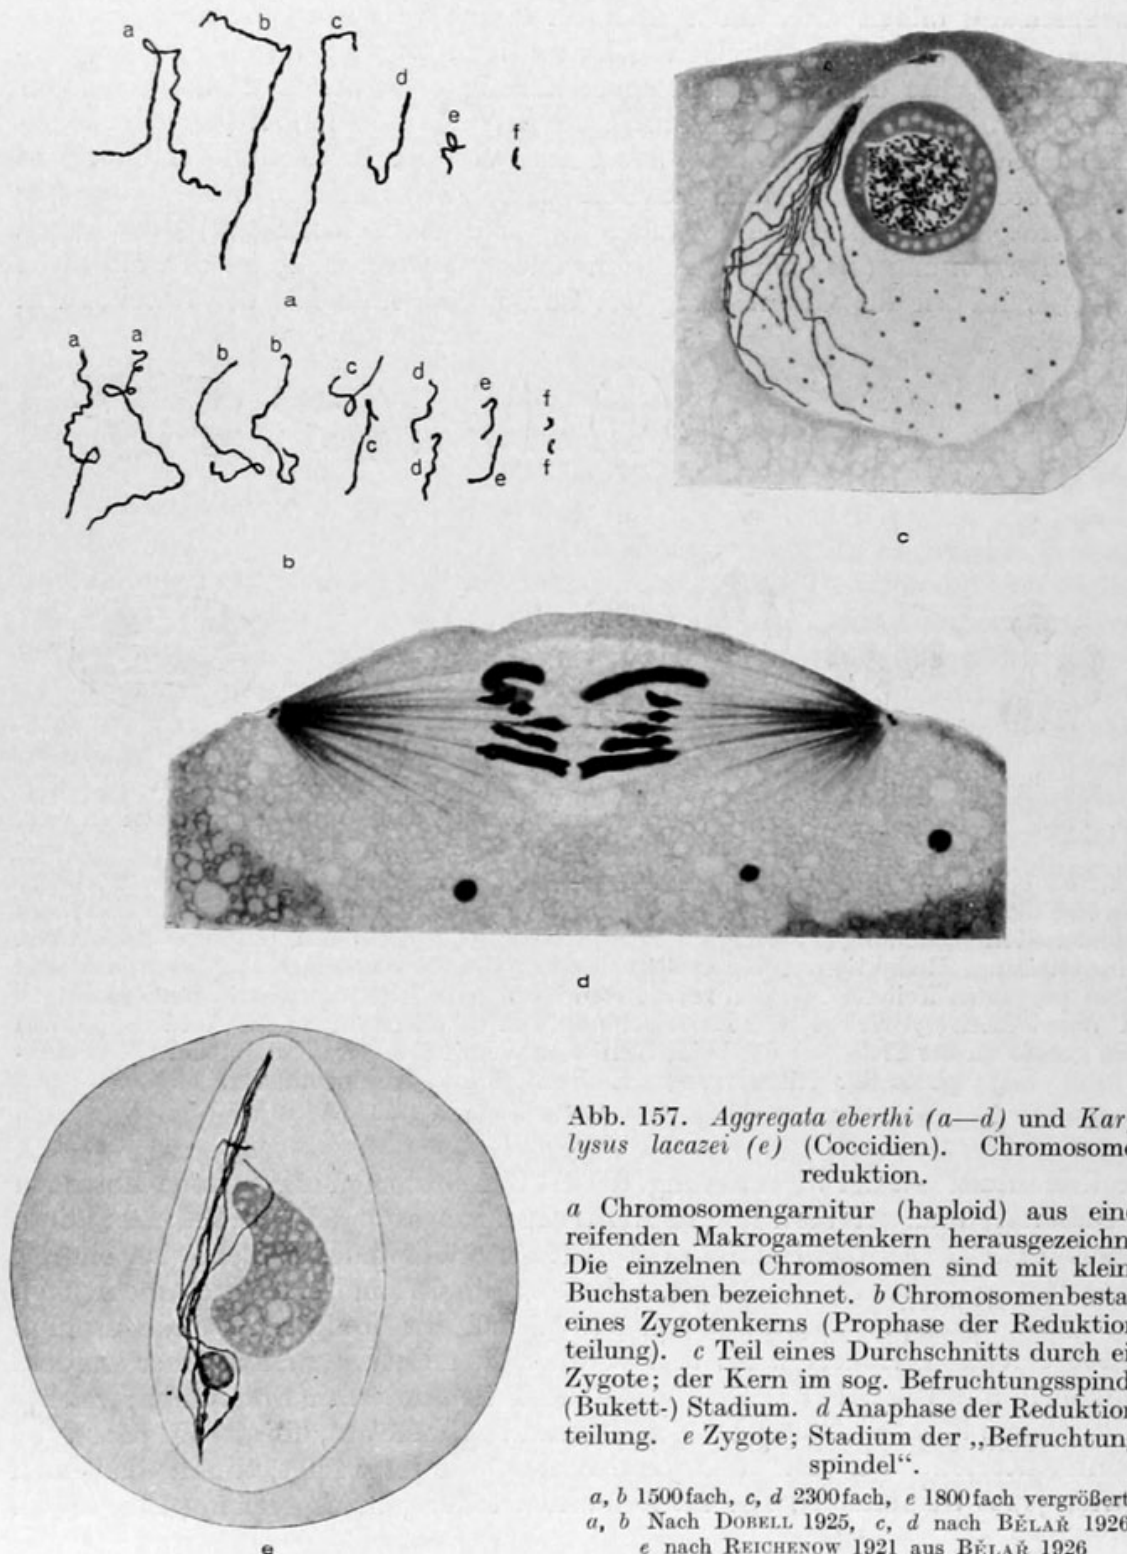 a b c d e f
a
a a b b c d e f
c d e f
b
c
d
e
Abb. 157. Aggregata eberthi (a—d) und Kar
lysus lacazei (e) (Coccidien). Chromosome
reduktion.
a Chromosomengarnitur (haploid) aus ein
reifenden Makrogametenkern herausgezeichn
Die einzelnen Chromosomen sind mit klein
Buchstaben bezeichnet. b Chromosomenbesta
eines Zygotenkerns (Prophase der Reduktion
teilung). c Teil eines Durchschnitts durch ei
Zygote; der Kern im sog. Befruchtungsspind
(Bukett-) Stadium. d Anaphase der Reduktion
teilung. e Zygote; Stadium der „Befruchtun
spindel“.
a, b 1500fach, c, d 2300fach, e 1800fach vergrößert
a, b Nach DOBELL 1925, c, d nach BĚLAŘ 1926
e nach REICHENOW 1921 aus BĚLAŘ 1926